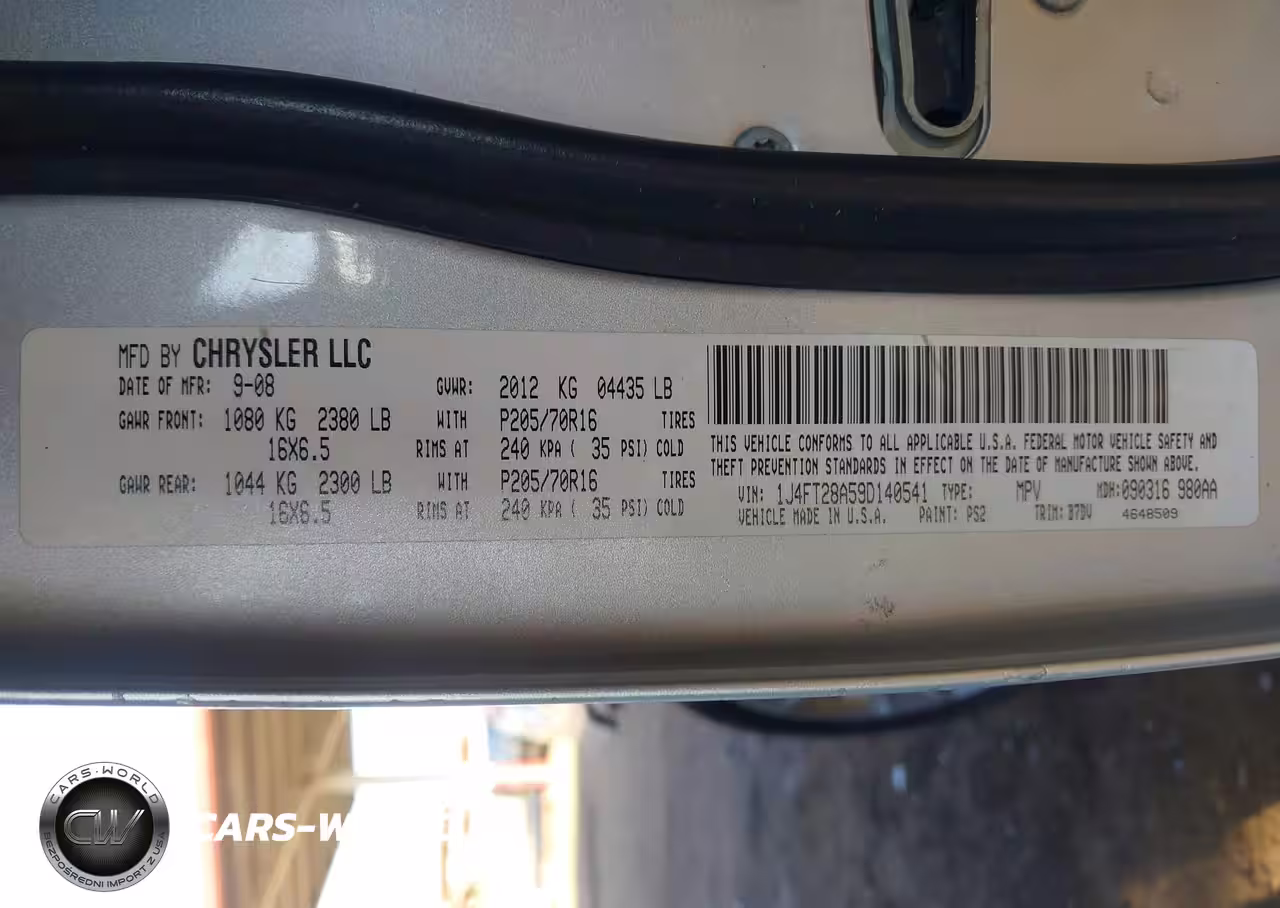 MFD BY CHRYSLER LLC
DATE OF MFR: 9-08 GVWR: 2012 KG 04435 LB
GAWR FRONT: 1080 KG 2380 LB WITH P205/70R16 TIRES
16X6.5 RIMS AT 240 KPA ( 35 PSI) COLD
GAWR REAR: 1044 KG 2300 LB WITH P205/70R16 TIRES
16X6.5 RIMS AT 240 KPA ( 35 PSI) COLD
THIS VEHICLE CONFORMS TO ALL APPLICABLE U.S.A. FEDERAL MOTOR VEHICLE SAFETY AND
THEFT PREVENTION STANDARDS IN EFFECT ON THE DATE OF MANUFACTURE SHOWN ABOVE.
VIN: 1J4FT28A59D140541 TYPE: MPV MDH:090316 980AA
VEHICLE MADE IN U.S.A. PAINT: PS2 TRIM: B7DV 4648509
CARS-WORLD
CW
BEZPOŚREDNI IMPORT Z USA
CARS-W